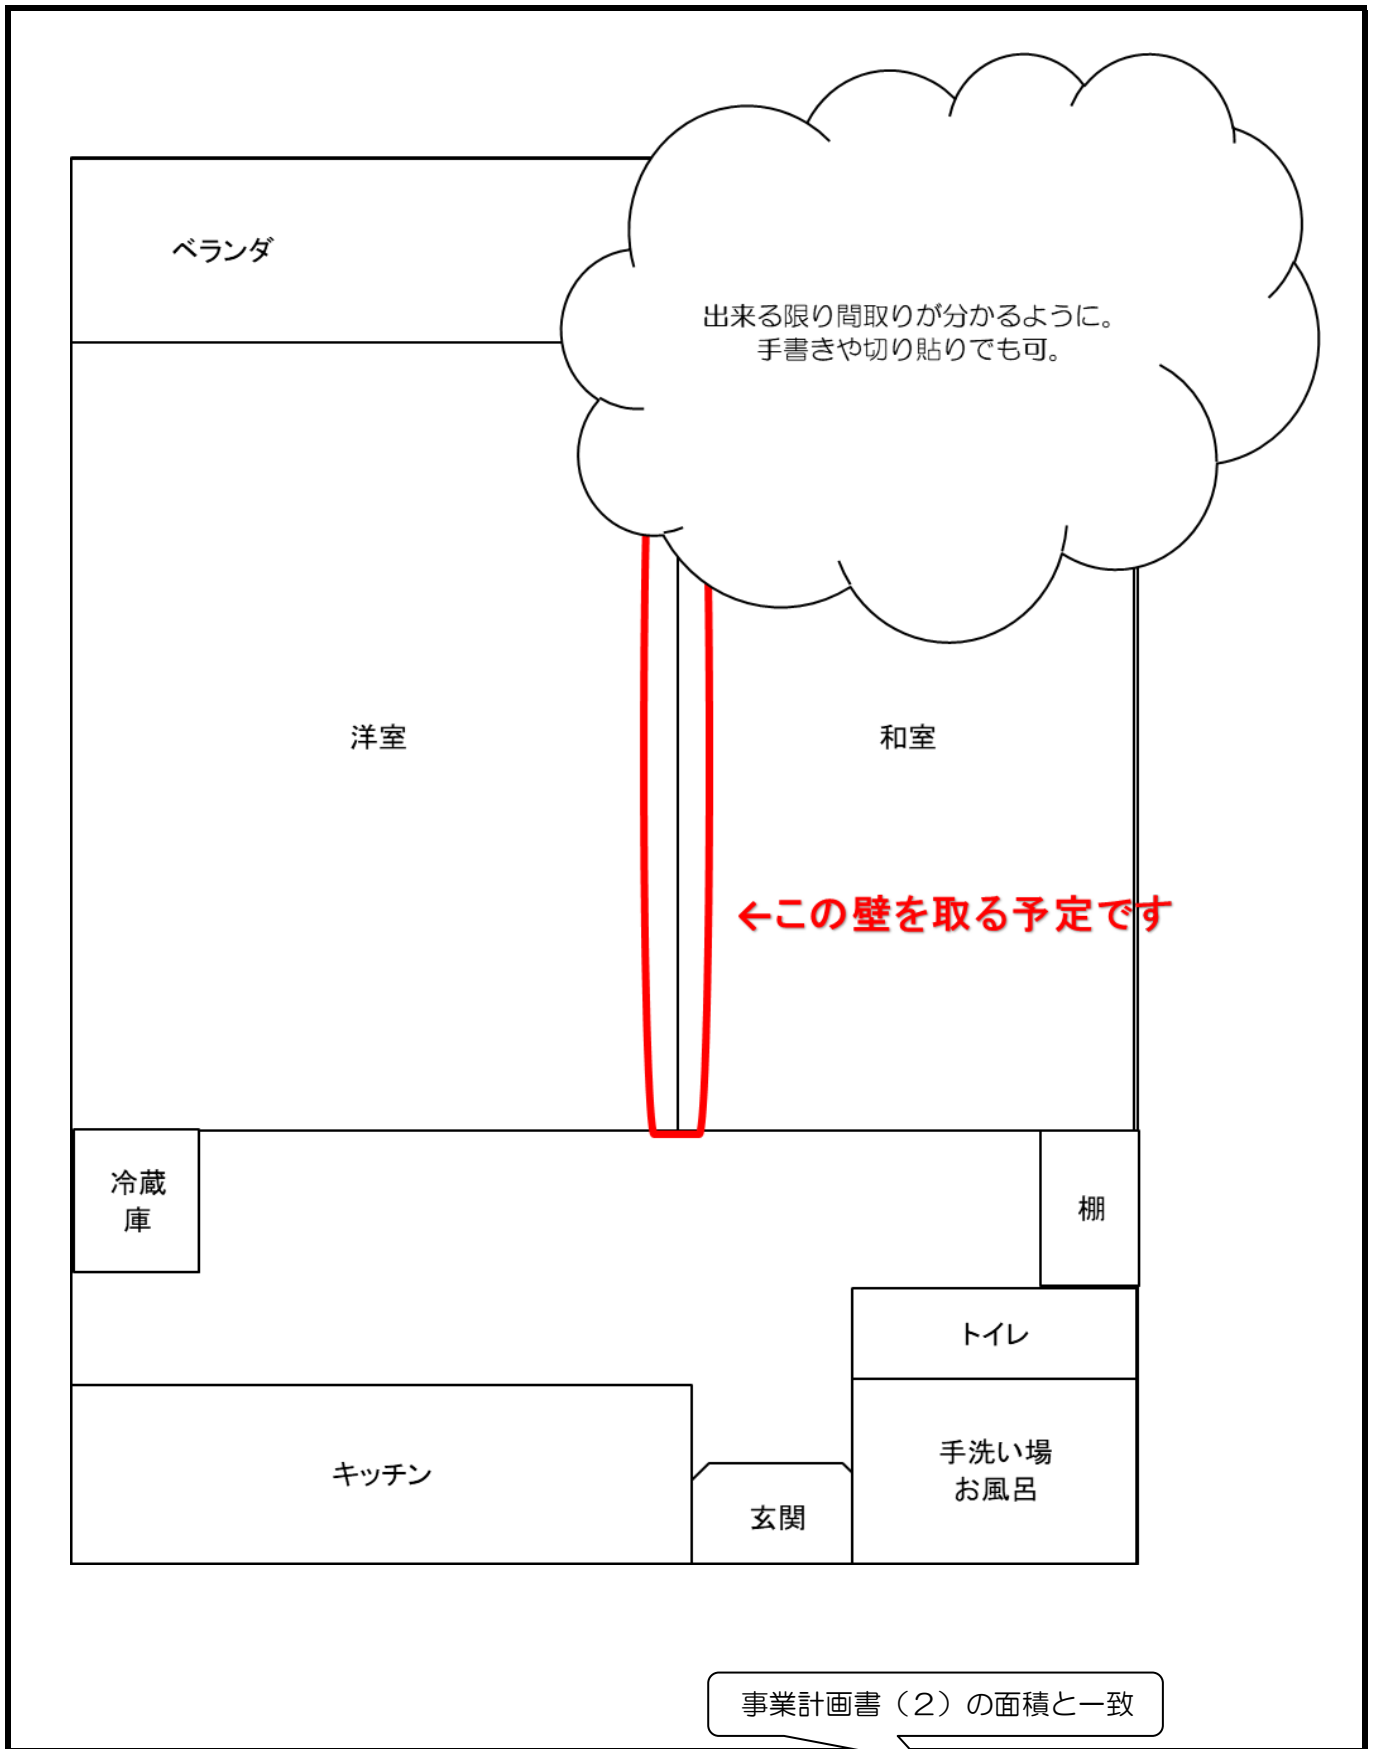 ベランダ
出来る限り間取りが分かるように。
手書きや切り貼りでも可。
洋室
和室
←この壁を取る予定です
冷蔵
庫
棚
トイレ
キッチン
手洗い場
お風呂
玄関
事業計画書（2）の面積と一致